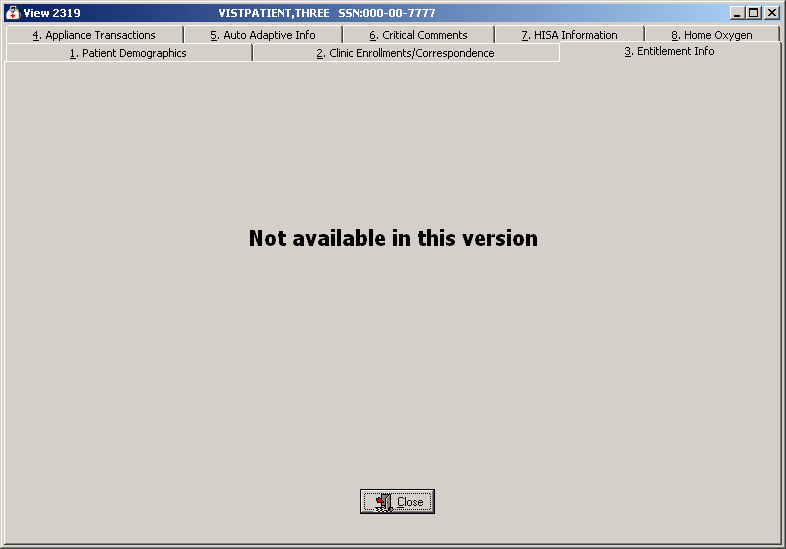 View 2319 VISTPATIENT,THREE SSN:000-00-7777
4. Appliance Transactions 5. Auto Adaptive Info 6. Critical Comments 7. HISA Information 8. Home Oxygen
1. Patient Demographics 2. Clinic Enrollments/Correspondence 3. Entitlement Info
Not available in this version
Close